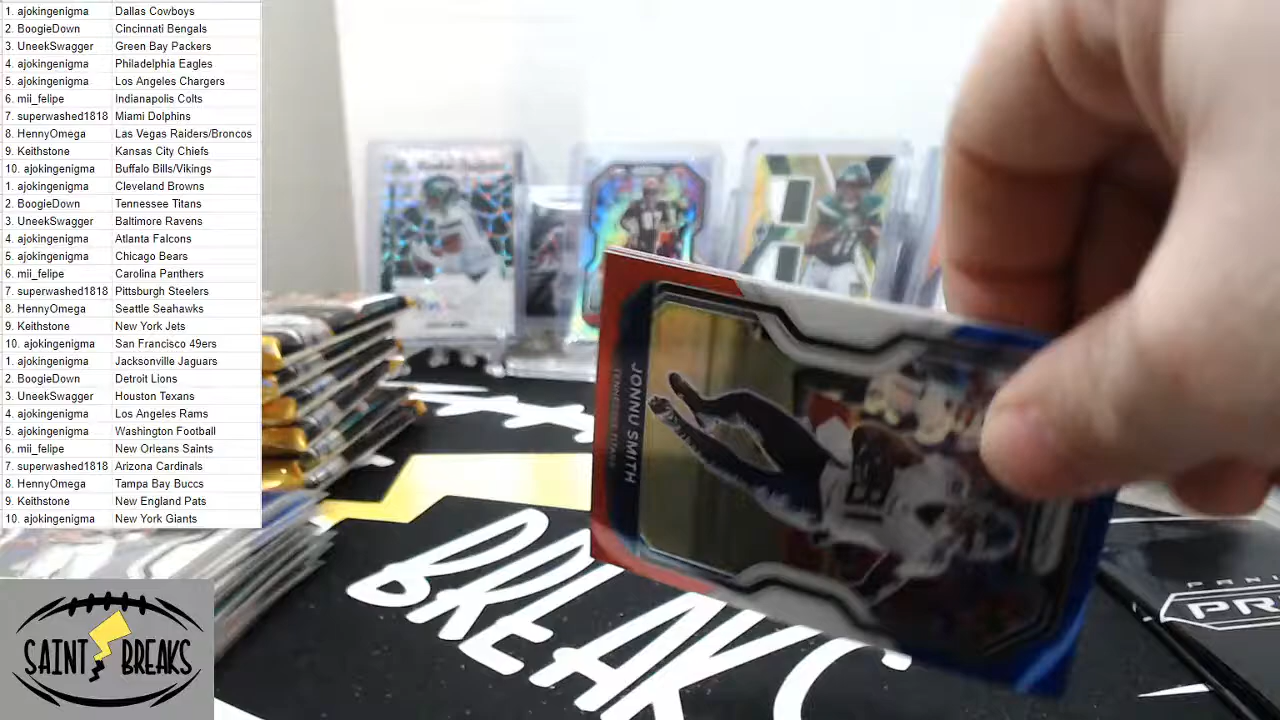 1. ajokingenigma Dallas Cowboys
2. BoogieDown Cincinnati Bengals
3. UneekSwagger Green Bay Packers
4. ajokingenigma Philadelphia Eagles
5. ajokingenigma Los Angeles Chargers
6. mii_felipe Indianapolis Colts
7. superwashed1818 Miami Dolphins
8. HennyOmega Las Vegas Raiders/Broncos
9. Keithstone Kansas City Chiefs
10. ajokingenigma Buffalo Bills/Vikings
1. ajokingenigma Cleveland Browns
2. BoogieDown Tennessee Titans
3. UneekSwagger Baltimore Ravens
4. ajokingenigma Atlanta Falcons
5. ajokingenigma Chicago Bears
6. mii_felipe Carolina Panthers
7. superwashed1818 Pittsburgh Steelers
8. HennyOmega Seattle Seahawks
9. Keithstone New York Jets
10. ajokingenigma San Francisco 49ers
1. ajokingenigma Jacksonville Jaguars
2. BoogieDown Detroit Lions
3. UneekSwagger Houston Texans
4. ajokingenigma Los Angeles Rams
5. ajokingenigma Washington Football
6. mii_felipe New Orleans Saints
7. superwashed1818 Arizona Cardinals
8. HennyOmega Tampa Bay Buccs
9. Keithstone New England Pats
10. ajokingenigma New York Giants
JONNU SMITH
TENNESSEE TITANS
BREAKS
PANI
PR
SAINT BREAKS